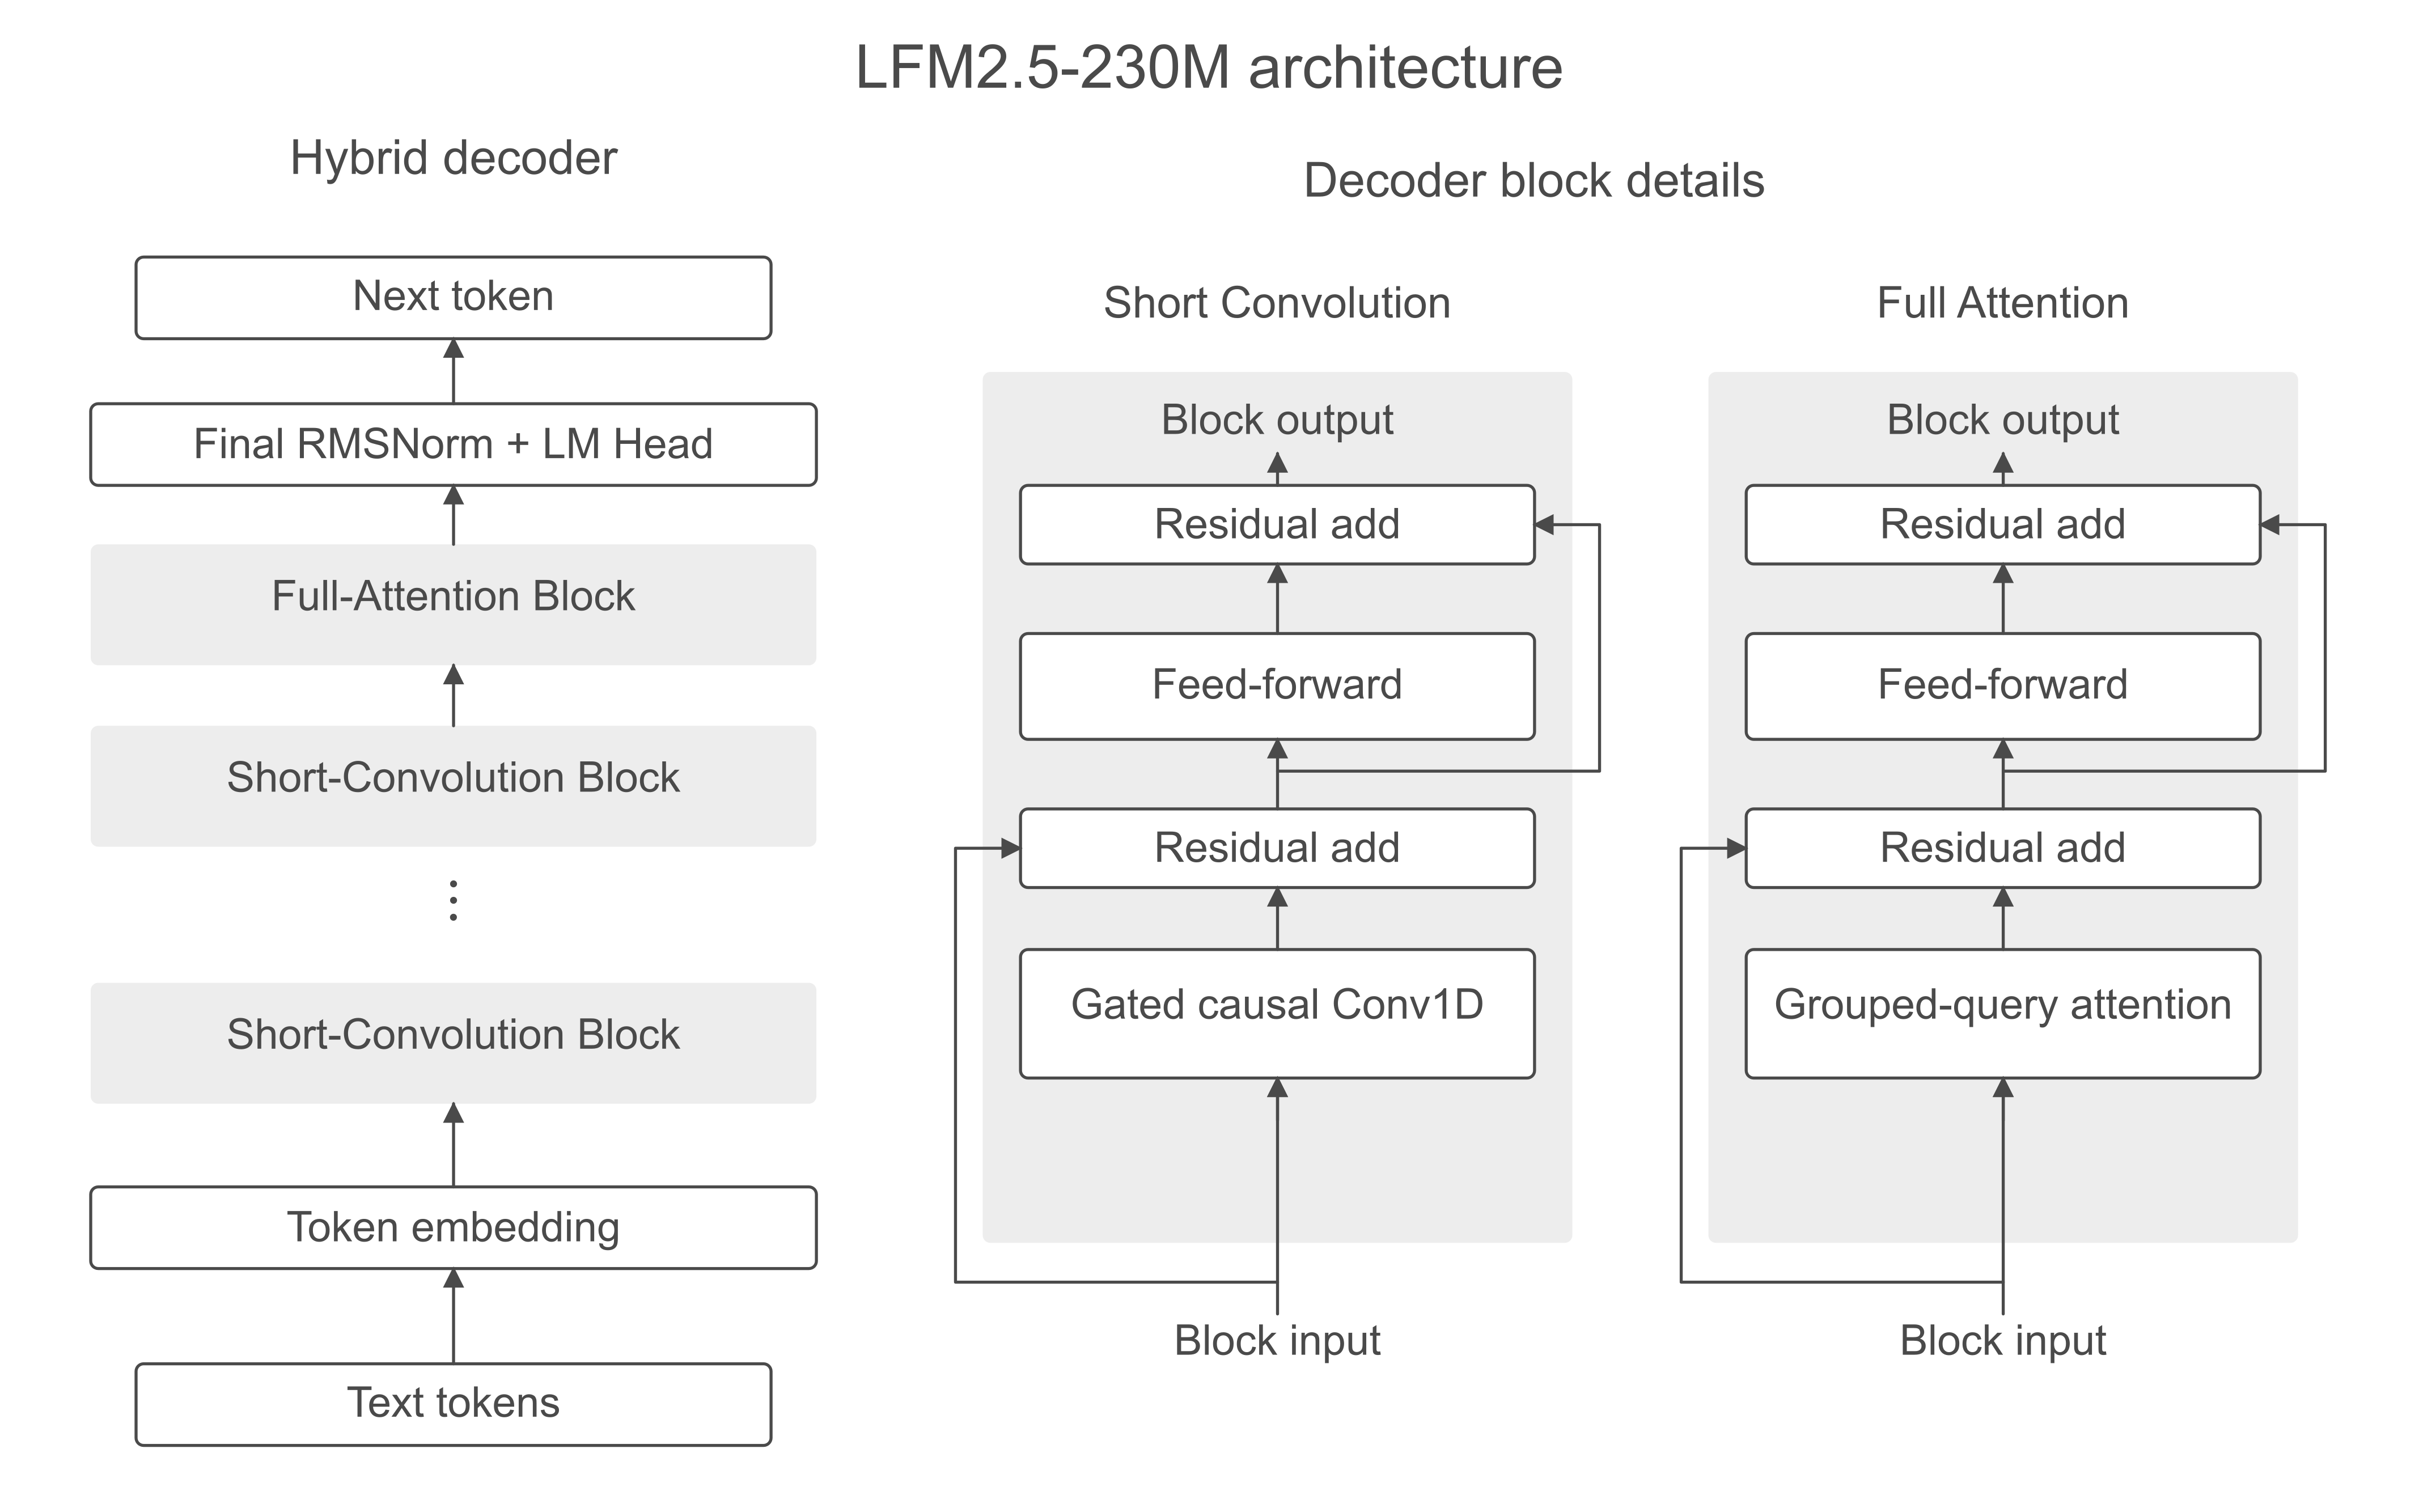 LFM2.5-230M architecture
Hybrid decoder
Next token
Final RMSNorm + LM Head
Full-Attention Block
Short-Convolution Block
Short-Convolution Block
Token embedding
Text tokens
Decoder block details
Short Convolution
Block output
Residual add
Feed-forward
Residual add
Gated causal Conv1D
Block input
Full Attention
Block output
Residual add
Feed-forward
Residual add
Grouped-query attention
Block input